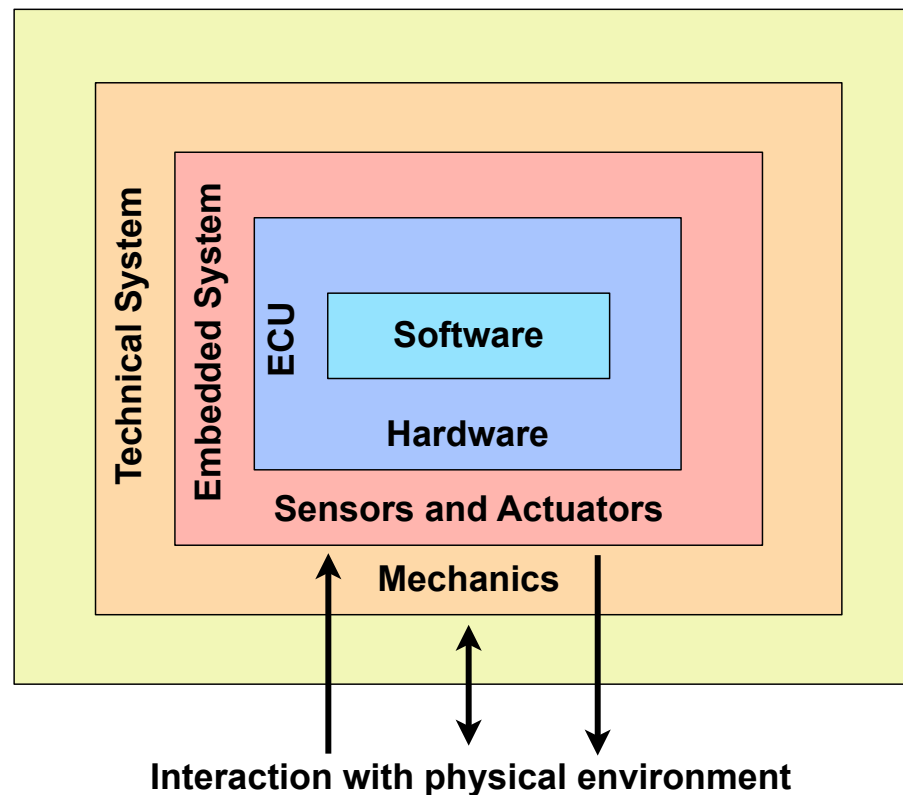 Technical System
Embedded System
ECU
Software
Hardware
Sensors and Actuators
Mechanics
Interaction with physical environment